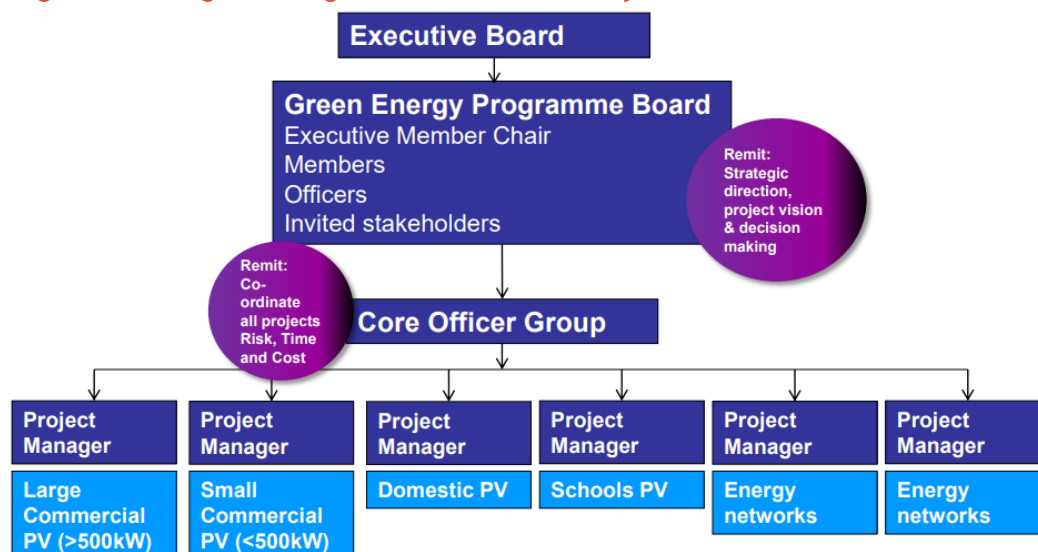 Executive Board
Green Energy Programme Board
Executive Member Chair
Members
Officers
Invited stakeholders
Remit:
Strategic
direction,
project vision
& decision
making
Remit:
Co-
ordinate
all projects
Risk, Time
and Cost
Core Officer Group
Project
Manager
Large
Commercial
PV (>500kW)
Project
Manager
Small
Commercial
PV (<500kW)
Project
Manager
Domestic PV
Project
Manager
Schools PV
Project
Manager
Energy
networks
Project
Manager
Energy
networks